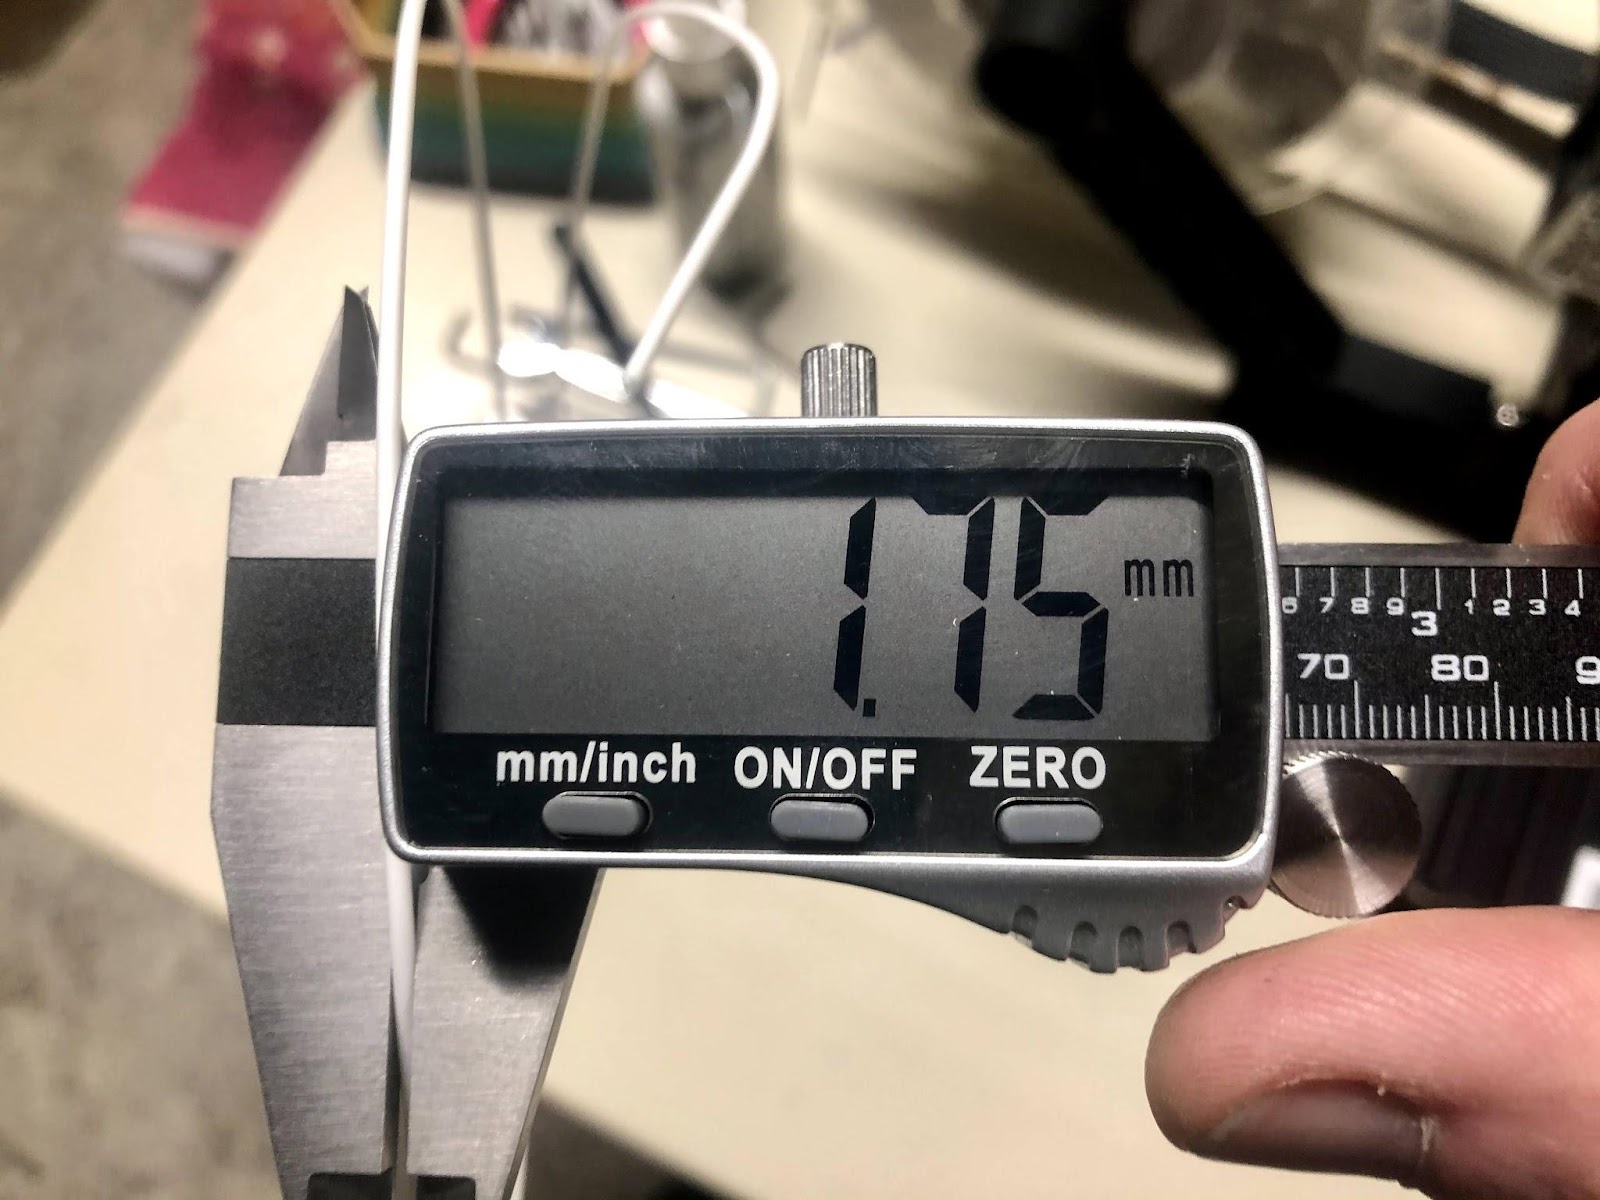 1.75 mm
mm/inch ON/OFF ZERO
6 7 8 9 3 1 2 3 4
70 80 9